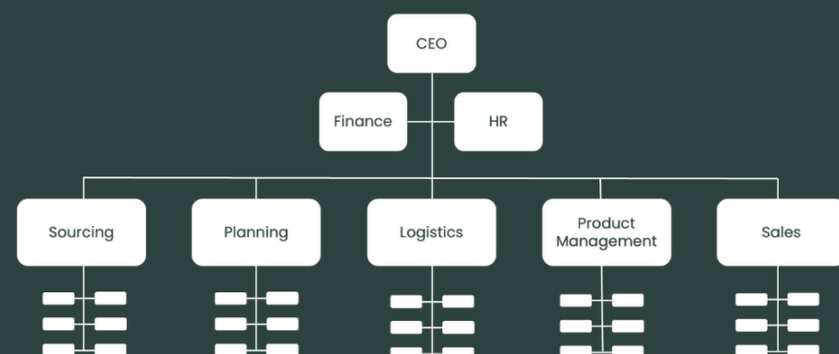 CEO
Finance
HR
Sourcing
Planning
Logistics
Product
Management
Sales